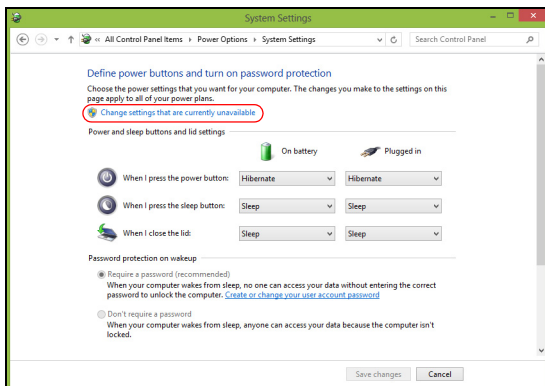 System Settings
« All Control Panel Items Power Options System Settings
Search Control Panel
Define power buttons and turn on password protection
Choose the power settings that you want for your computer. The changes you make to the settings on this
page apply to all of your power plans.
Change settings that are currently unavailable
Power and sleep buttons and lid settings
On battery Plugged in
When I press the power button: Hibernate Hibernate
When I press the sleep button: Sleep Sleep
When I close the lid: Sleep Sleep
Password protection on wakeup
Require a password (recommended)
When your computer wakes from sleep, no one can access your data without entering the correct
password to unlock the computer. Create or change your user account password
Don't require a password
When your computer wakes from sleep, anyone can access your data because the computer isn't
locked.
Save changes Cancel